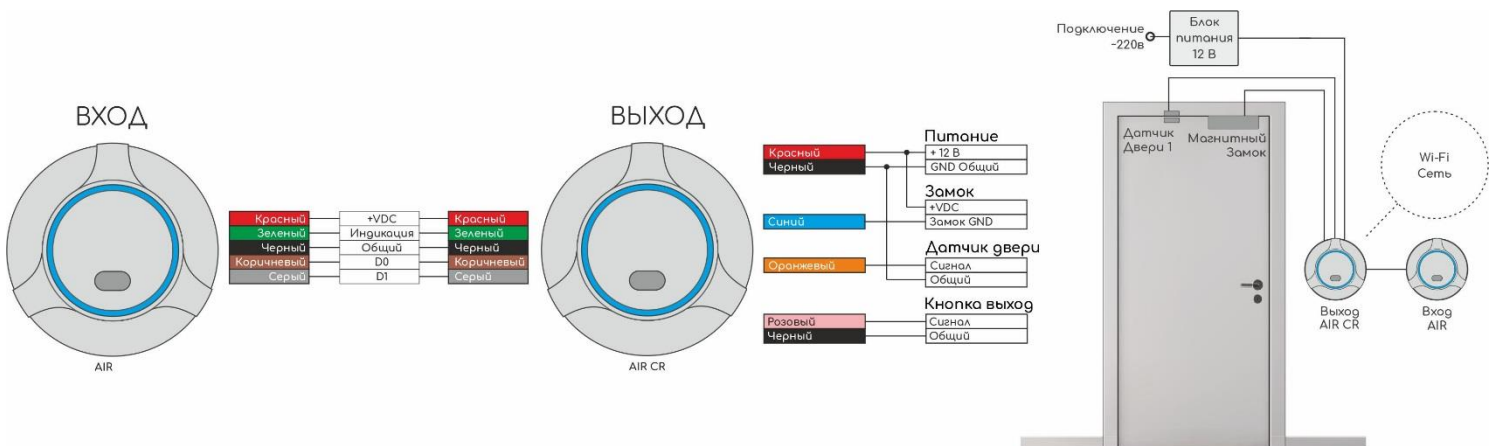 ВХОД
AIR
Красный +VDC Красный
Зеленый Индикация Зеленый
Черный Общий Черный
Коричневый D0 Коричневый
Серый D1 Серый
ВЫХОД
AIR CR
Питание
Красный + 12 В
Черный GND Общий
Замок
+VDC
Синий Замок GND
Датчик двери
Оранжевый Сигнал
Общий
Кнопка выход
Розовый Сигнал
Черный Общий
Подключение
~220в
Блок
питания
12 В
Датчик
Двери 1
Магнитный
Замок
Wi-Fi
Сеть
Выход
AIR CR
Вход
AIR